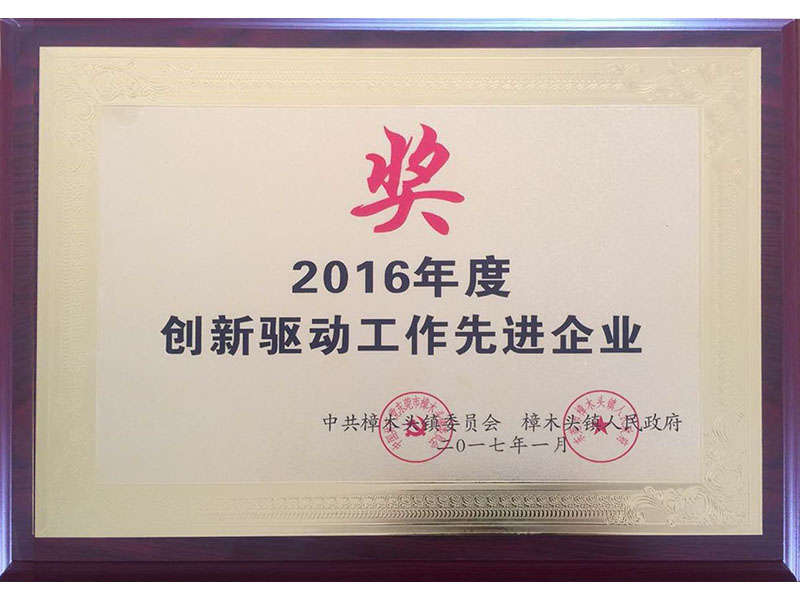 奖
2016年度
创新驱动工作先进企业
中共樟木头镇委员会 樟木头镇人民政府
二〇一七年一月